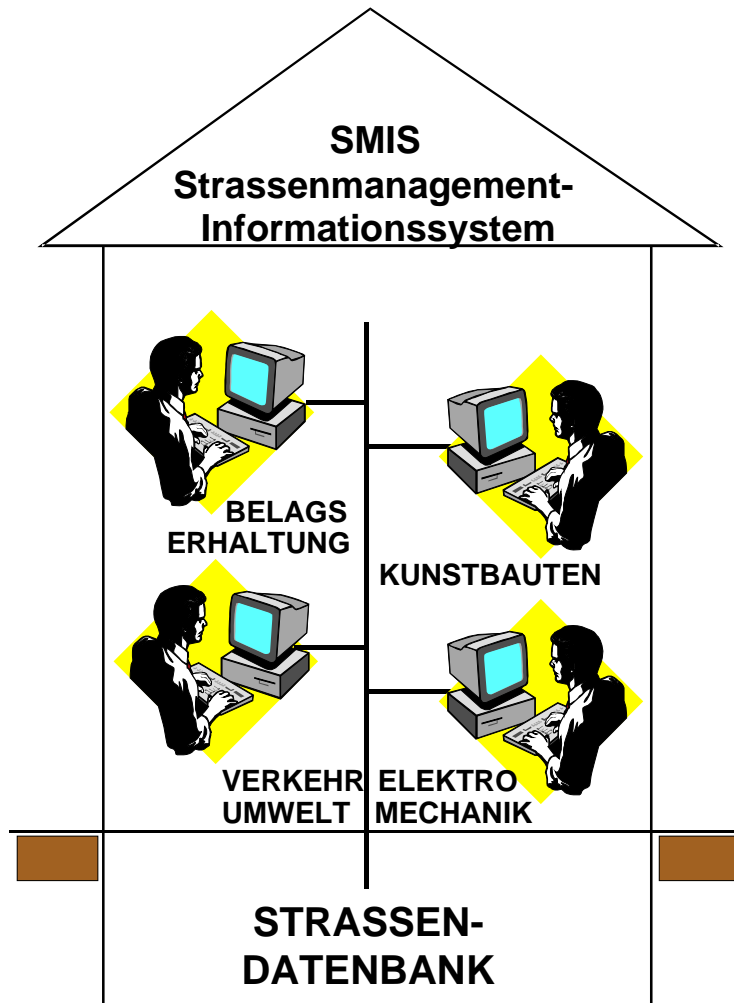 SMIS
Strassenmanagement-
Informationssystem
BELAGS
ERHALTUNG
KUNSTBAUTEN
VERKEHR
UMWELT
ELEKTRO
MECHANIK
STRASSEN-
DATENBANK